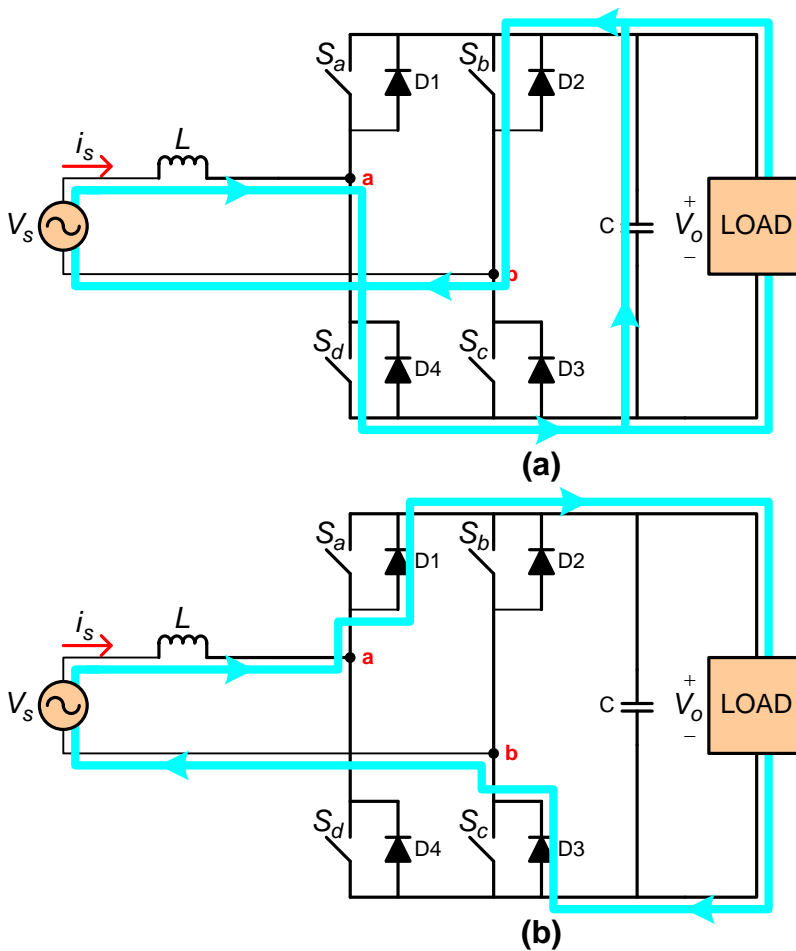 S_a D1 S_b D2
i_s L
a
V_s
C + V_o − LOAD
b
S_d D4 S_c D3
(a)
S_a D1 S_b D2
i_s L
a
V_s
C + V_o − LOAD
b
S_d D4 S_c D3
(b)